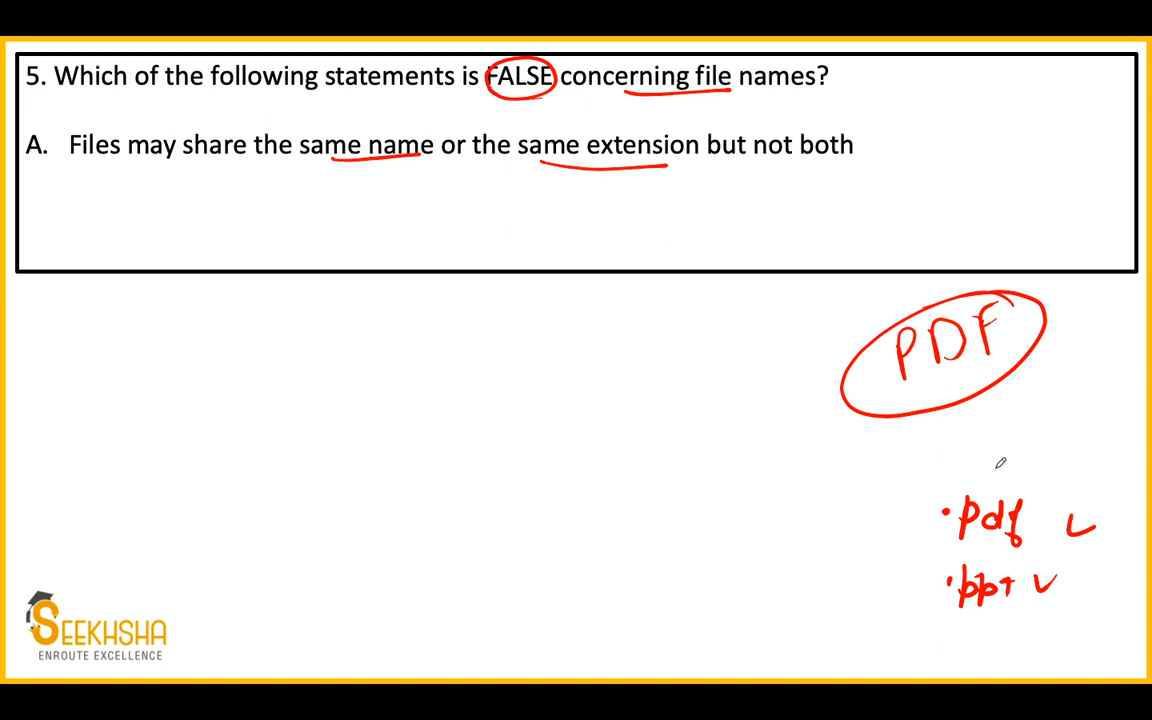 5. Which of the following statements is FALSE concerning file names?
A. Files may share the same name or the same extension but not both
PDF
.pdf
.ppt
SEEKHSHA
ENROUTE EXCELLENCE